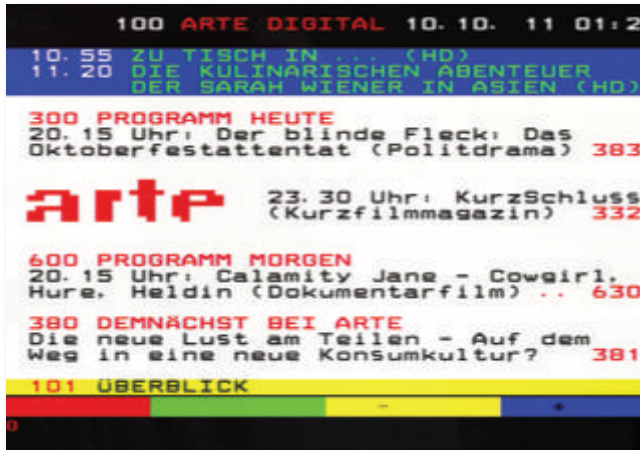 100 ARTE DIGITAL 10.10. 11 01:2
10.55 ZU TISCH IN ... (HD)
11.20 DIE KULINARISCHEN ABENTEUER
DER SARAH WIENER IN ASIEN (HD)
300 PROGRAMM HEUTE
20.15 Uhr: Der blinde Fleck: Das
Oktoberfestattentat (Politdrama) 383
arte
23.30 Uhr: KurzSchluss
(Kurzfilmmagazin) 332
600 PROGRAMM MORGEN
20.15 Uhr: Calamity Jane - Cowgirl,
Hure, Heldin (Dokumentarfilm) .. 630
380 DEMNÄCHST BEI ARTE
Die neue Lust am Teilen - Auf dem
Weg in eine neue Konsumkultur? 381
101 ÜBERBLICK
- +
0